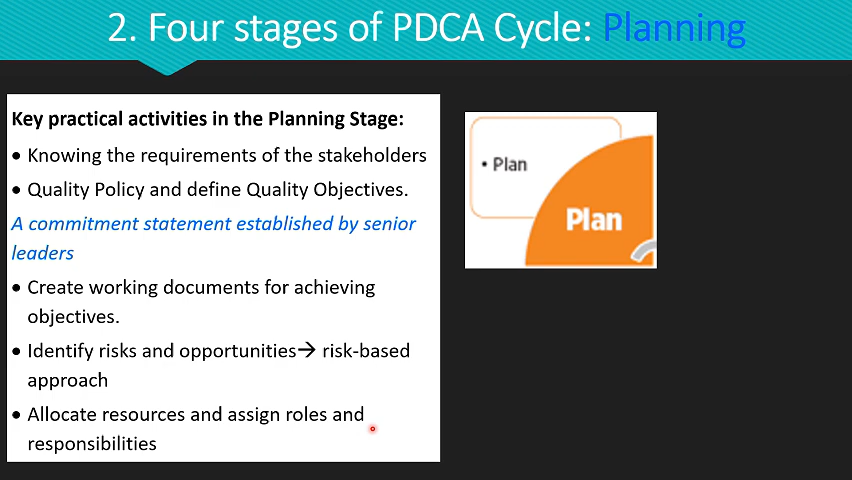 2. Four stages of PDCA Cycle: Planning
Key practical activities in the Planning Stage:
• Knowing the requirements of the stakeholders
• Quality Policy and define Quality Objectives.
A commitment statement established by senior
leaders
• Create working documents for achieving
objectives.
• Identify risks and opportunities→ risk-based
approach
• Allocate resources and assign roles and
responsibilities
• Plan
Plan